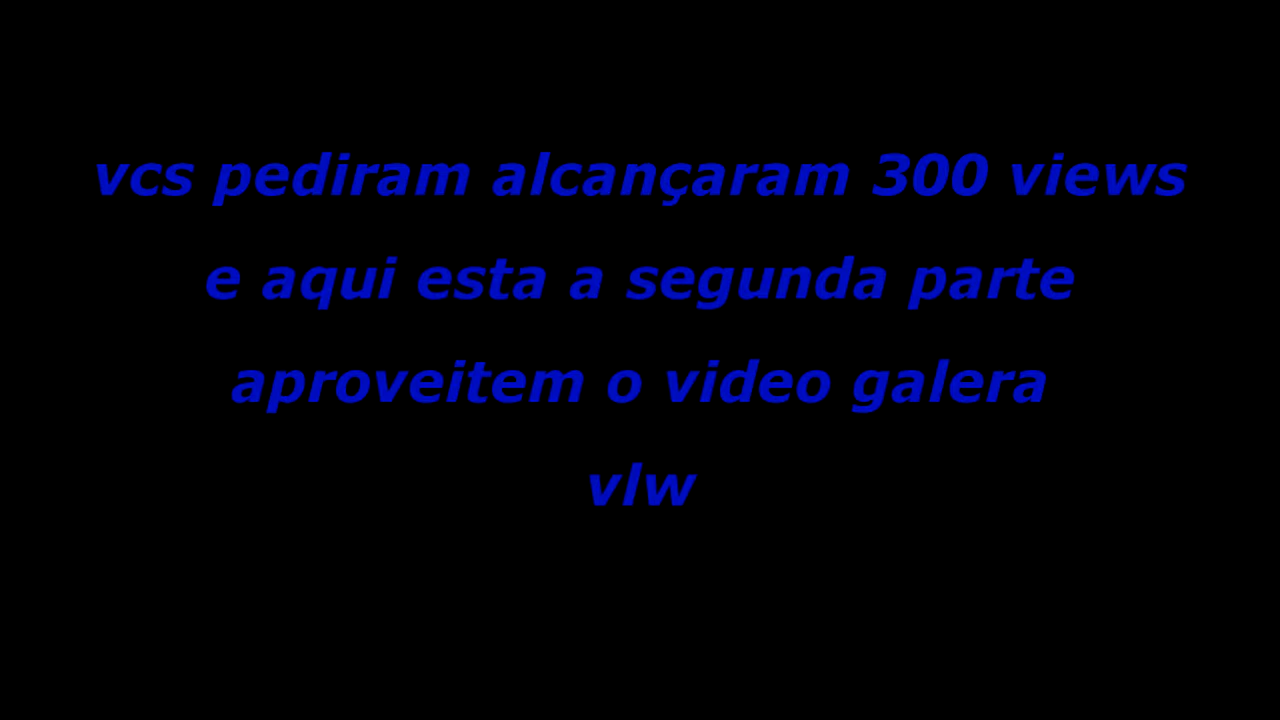 vcs pediram alcançaram 300 views
e aqui esta a segunda parte
aproveitem o video galera
vlw